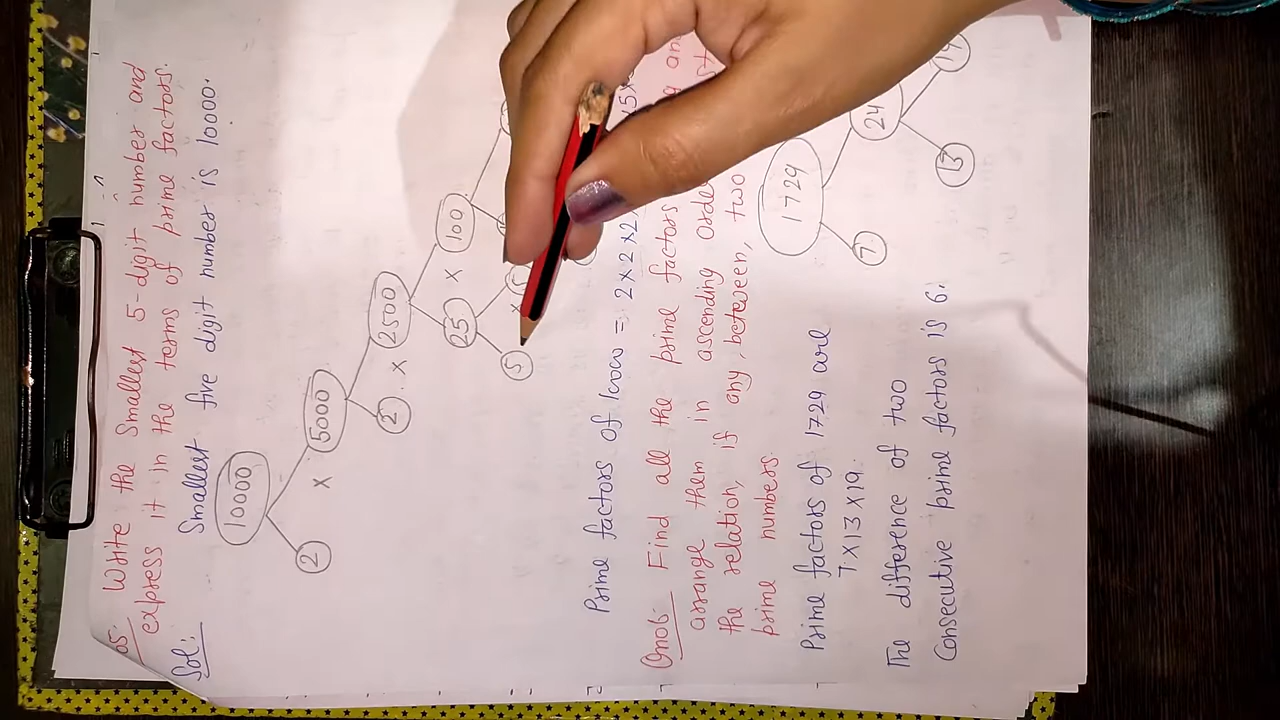 05. Write the Smallest 5-digit number and
express it in the terms of prime factors.
Sol: Smallest five digit number is 10000.
10000
2 x 5000
2 x 2500
25 x 100
5 x
Prime factors of 10000 = 2 x 2 x 2
Qno6. Find all the prime factors
arrange them in ascending
the relation, if any, between, two
prime numbers.
Prime factors of 1729 are
7 X 13 X 19.
The difference of two
Consecutive prime factors is 6.
1729
7 24
13